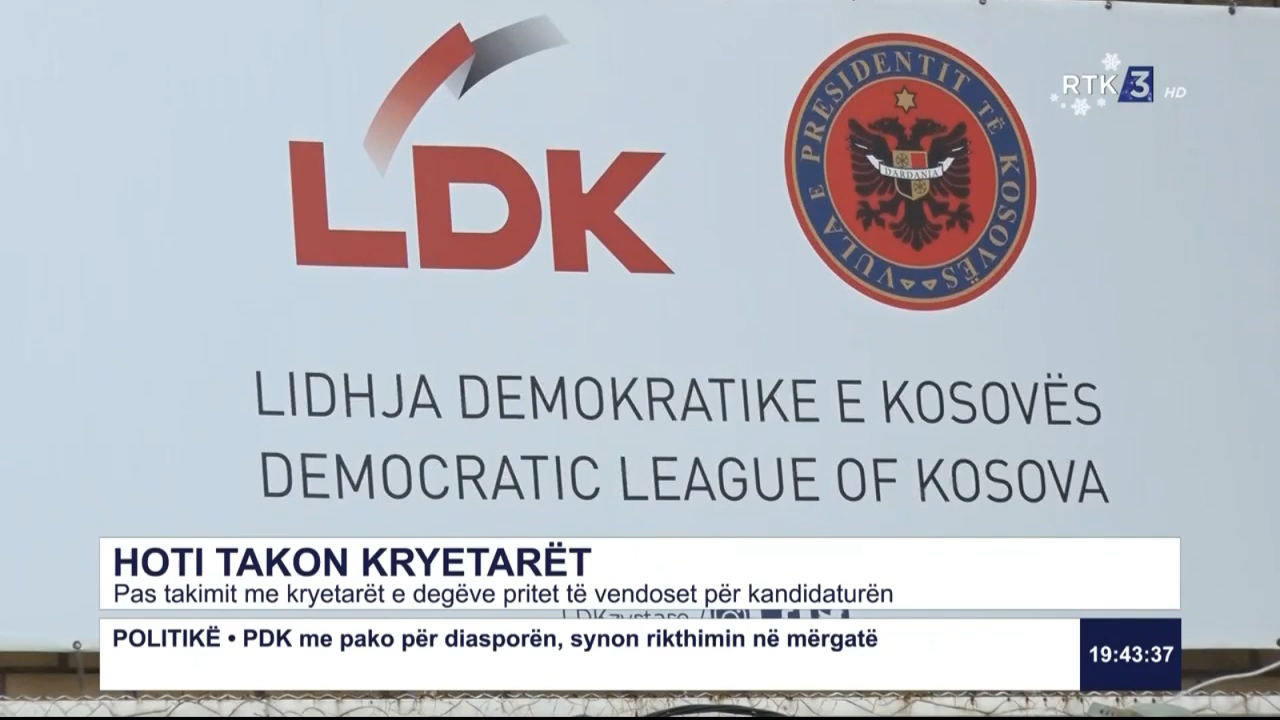 LDK
VULA E PRESIDENTIT TË KOSOVËS
DARDANIA
RTK 3 HD
LIDHJA DEMOKRATIKE E KOSOVËS
DEMOCRATIC LEAGUE OF KOSOVA
HOTI TAKON KRYETARËT
Pas takimit me kryetarët e degëve pritet të vendoset për kandidaturën
POLITIKË • PDK me pako për diasporën, synon rikthimin në mërgatë
19:43:37